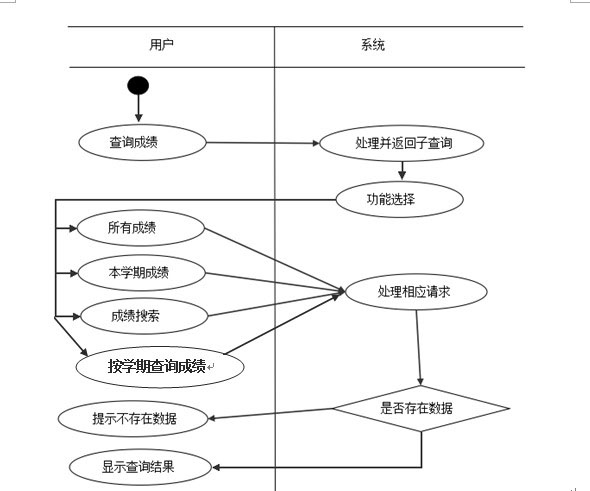 用户
系统
查询成绩
处理并返回子查询
功能选择
所有成绩
本学期成绩
处理相应请求
成绩搜索
按学期查询成绩
是否存在数据
提示不存在数据
显示查询结果